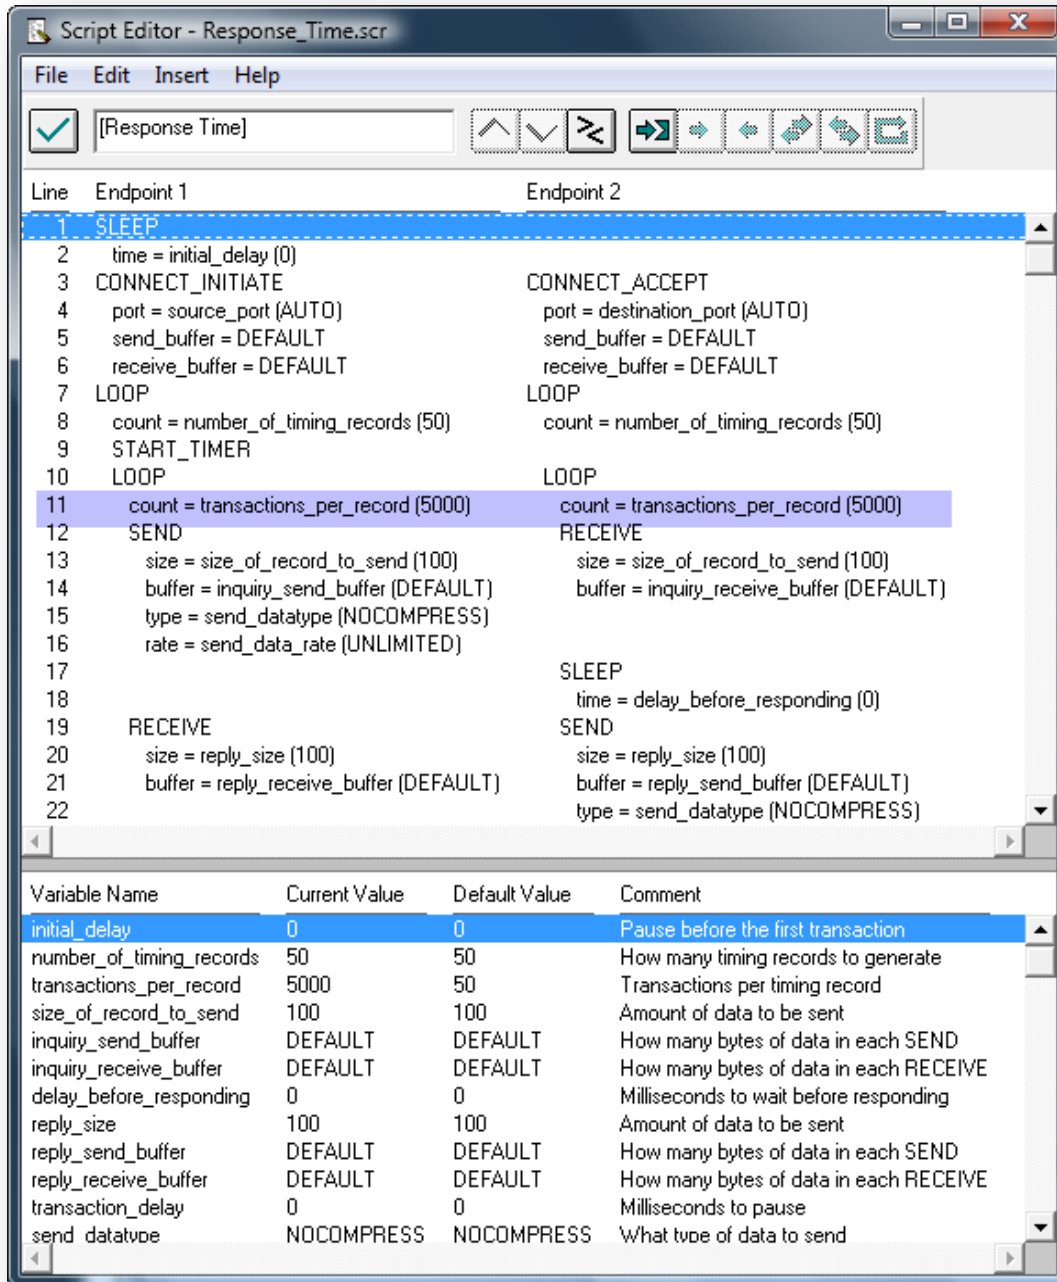 Script Editor - Response_Time.scr
File Edit Insert Help
[Response Time]
Line Endpoint 1 Endpoint 2
1 SLEEP
2 time = initial_delay (0)
3 CONNECT_INITIATE CONNECT_ACCEPT
4 port = source_port (AUTO) port = destination_port (AUTO)
5 send_buffer = DEFAULT send_buffer = DEFAULT
6 receive_buffer = DEFAULT receive_buffer = DEFAULT
7 LOOP LOOP
8 count = number_of_timing_records (50) count = number_of_timing_records (50)
9 START_TIMER
10 LOOP LOOP
11 count = transactions_per_record (5000) count = transactions_per_record (5000)
12 SEND RECEIVE
13 size = size_of_record_to_send (100) size = size_of_record_to_send (100)
14 buffer = inquiry_send_buffer (DEFAULT) buffer = inquiry_receive_buffer (DEFAULT)
15 type = send_datatype (NOCOMPRESS)
16 rate = send_data_rate (UNLIMITED)
17 SLEEP
18 time = delay_before_responding (0)
19 RECEIVE SEND
20 size = reply_size (100) size = reply_size (100)
21 buffer = reply_receive_buffer (DEFAULT) buffer = reply_send_buffer (DEFAULT)
22 type = send_datatype (NOCOMPRESS)
Variable Name Current Value Default Value Comment
initial_delay 0 0 Pause before the first transaction
number_of_timing_records 50 50 How many timing records to generate
transactions_per_record 5000 50 Transactions per timing record
size_of_record_to_send 100 100 Amount of data to be sent
inquiry_send_buffer DEFAULT DEFAULT How many bytes of data in each SEND
inquiry_receive_buffer DEFAULT DEFAULT How many bytes of data in each RECEIVE
delay_before_responding 0 0 Milliseconds to wait before responding
reply_size 100 100 Amount of data to be sent
reply_send_buffer DEFAULT DEFAULT How many bytes of data in each SEND
reply_receive_buffer DEFAULT DEFAULT How many bytes of data in each RECEIVE
transaction_delay 0 0 Milliseconds to pause
send_datatype NOCOMPRESS NOCOMPRESS What type of data to send